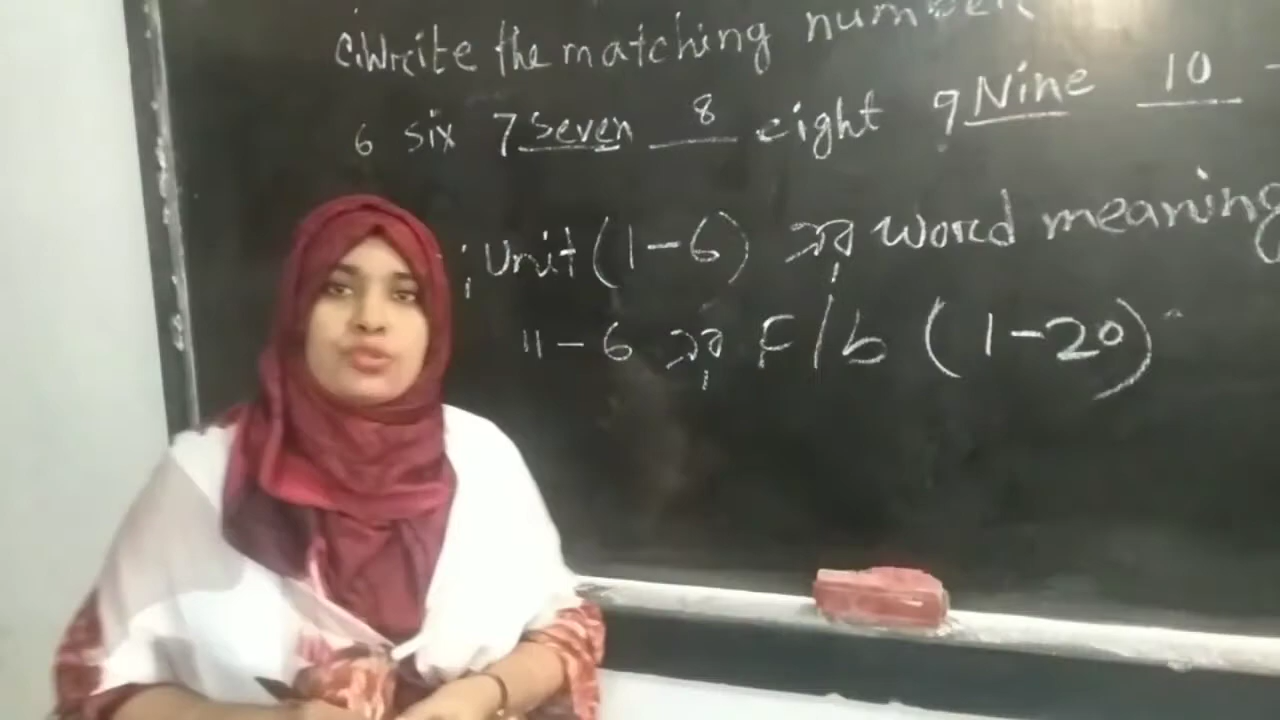 C. Write the matching number
6 six 7 Seven 8 eight 9 Nine 10 -
Unit (1-6) এর word meaning
11-6 এর F/b (1-20)